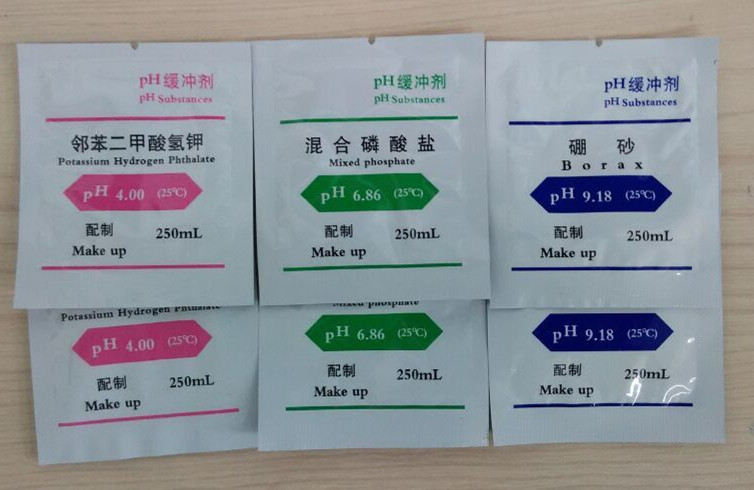 pH缓冲剂
pH Substances
邻苯二甲酸氢钾
Potassium Hydrogen Phthalate
pH 4.00 (25℃)
配制 250mL
Make up
pH缓冲剂
pH Substances
混合磷酸盐
Mixed phosphate
pH 6.86 (25℃)
配制 250mL
Make up
pH缓冲剂
pH Substances
硼砂
Borax
pH 9.18 (25℃)
配制 250mL
Make up
Potassium Hydrogen Phthalate
pH 4.00 (25℃)
配制 250mL
Make up
Mixed phosphate
pH 6.86 (25℃)
配制 250mL
Make up
pH 9.18 (25℃)
配制 250mL
Make up